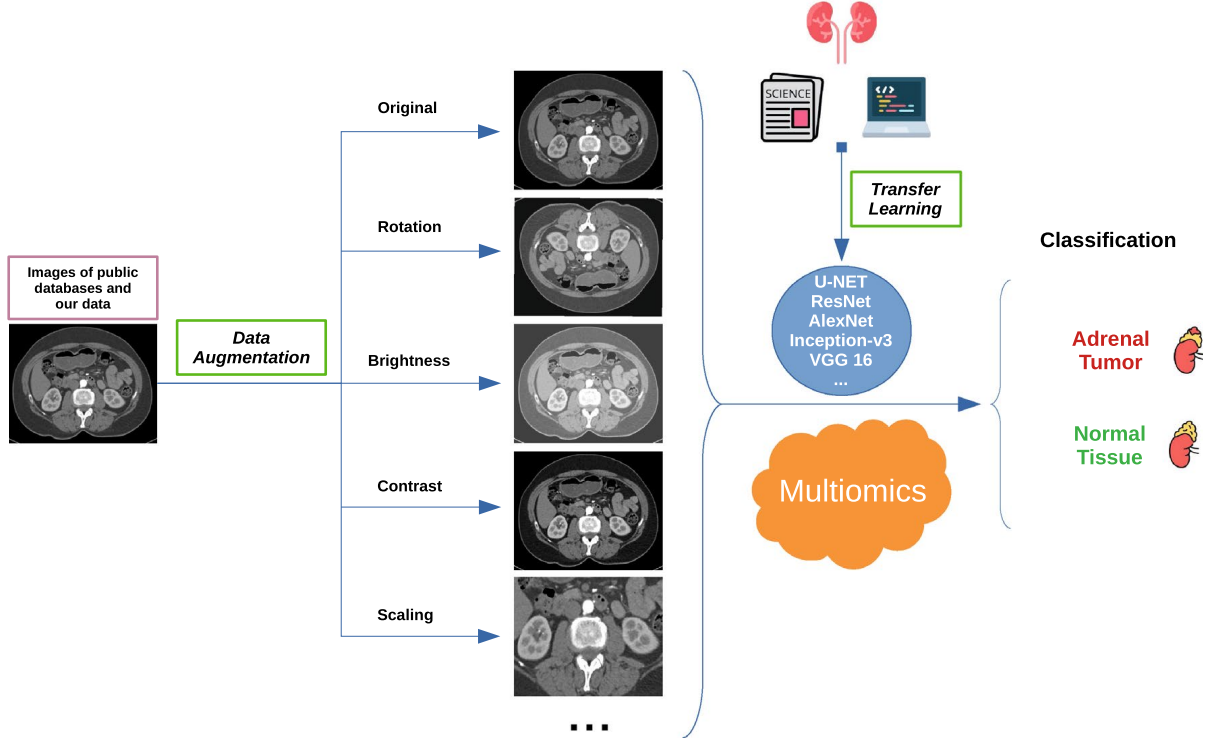 Images of public
databases and
our data
Data
Augmentation
Original
Rotation
Brightness
Contrast
Scaling
...
SCIENCE
</>
Transfer
Learning
U-NET
ResNet
AlexNet
Inception-v3
VGG 16
...
Multiomics
Classification
Adrenal
Tumor
Normal
Tissue